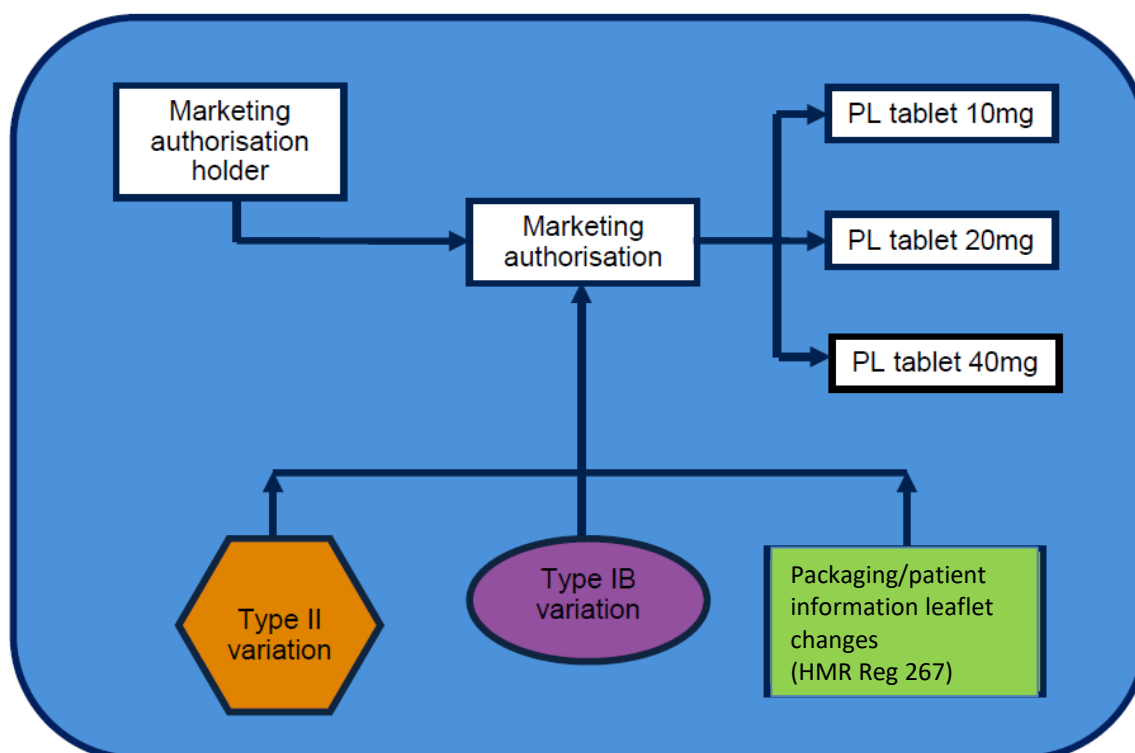 Marketing
authorisation
holder
PL tablet 10mg
Marketing
authorisation
PL tablet 20mg
PL tablet 40mg
Type II
variation
Type IB
variation
Packaging/patient
information leaflet
changes
(HMR Reg 267)